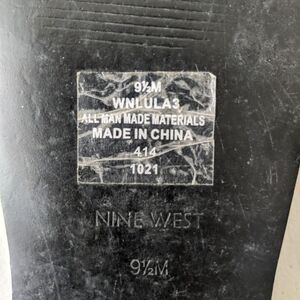 9½M
WNLULA3
ALL MAN MADE MATERIALS
MADE IN CHINA
414
1021
NINE WEST
9½M